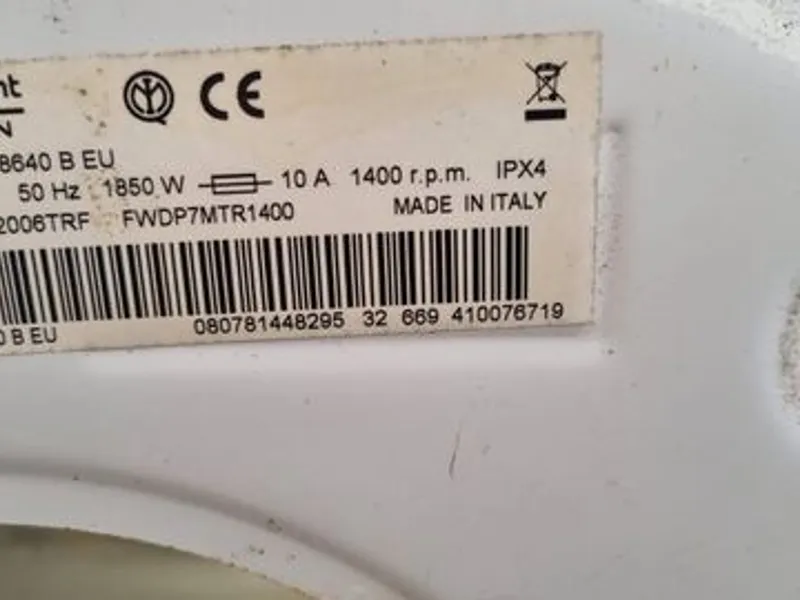 nt
CE
N
8640 B EU
50 Hz 1850 W 10 A 1400 r.p.m. IPX4
2006TRF FWDP7MTR1400 MADE IN ITALY
0 B EU 080781448295 32 669 410076719